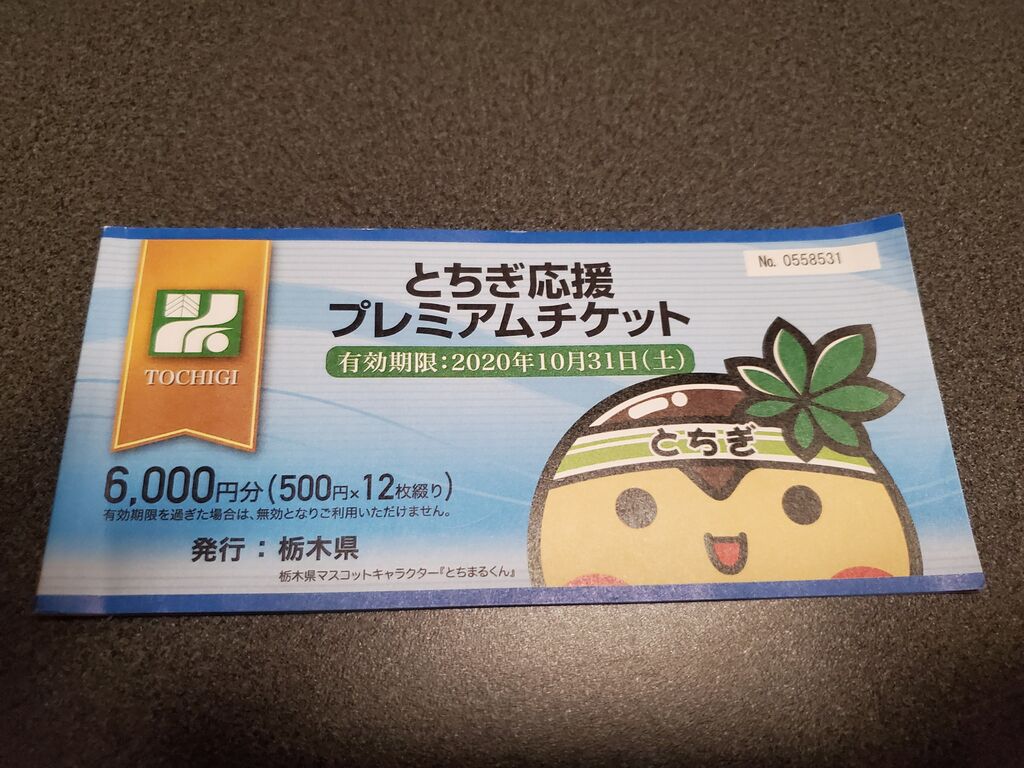 No. 0558531
とちぎ応援
プレミアムチケット
有効期限:2020年10月31日(土)
TOCHIGI
とちぎ
6,000円分(500円×12枚綴り)
有効期限を過ぎた場合は、無効となりご利用いただけません。
発行:栃木県
栃木県マスコットキャラクター『とちまるくん』